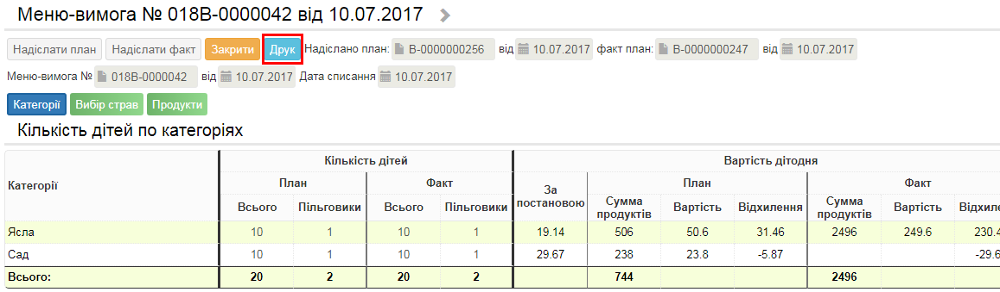 Меню-вимога № 018В-0000042 від 10.07.2017
Надіслати план Надіслати факт Закрити Друк Надіслано план: В-0000000256 від 10.07.2017 факт план: В-0000000247 від 10.07.2017
Меню-вимога № 018В-0000042 від 10.07.2017 Дата списання 10.07.2017
Категорії Вибір страв Продукти
Кількість дітей по категоріях
Кількість дітей Вартість дітодня
Категорії План Факт За постановою План Факт
Всього Пільговики Всього Пільговики Сумма продуктів Вартість Відхилення Сумма продуктів Вартість Відхиле
Ясла 10 1 10 1 19.14 506 50.6 31.46 2496 249.6 230.4
Сад 10 1 10 1 29.67 238 23.8 -5.87 -29.6
Всього: 20 2 20 2 744 2496